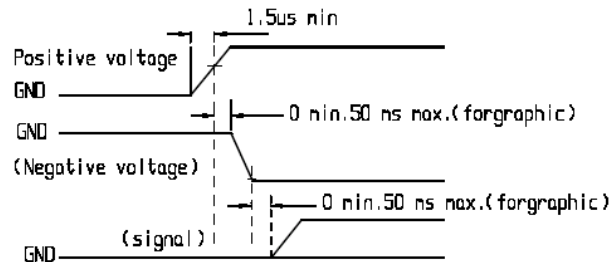 1.5us min
Positive voltage
GND
0 min.50 ms max.(forgraphic)
GND
(Negative voltage)
0 min.50 ms max.(forgraphic)
(signal)
GND